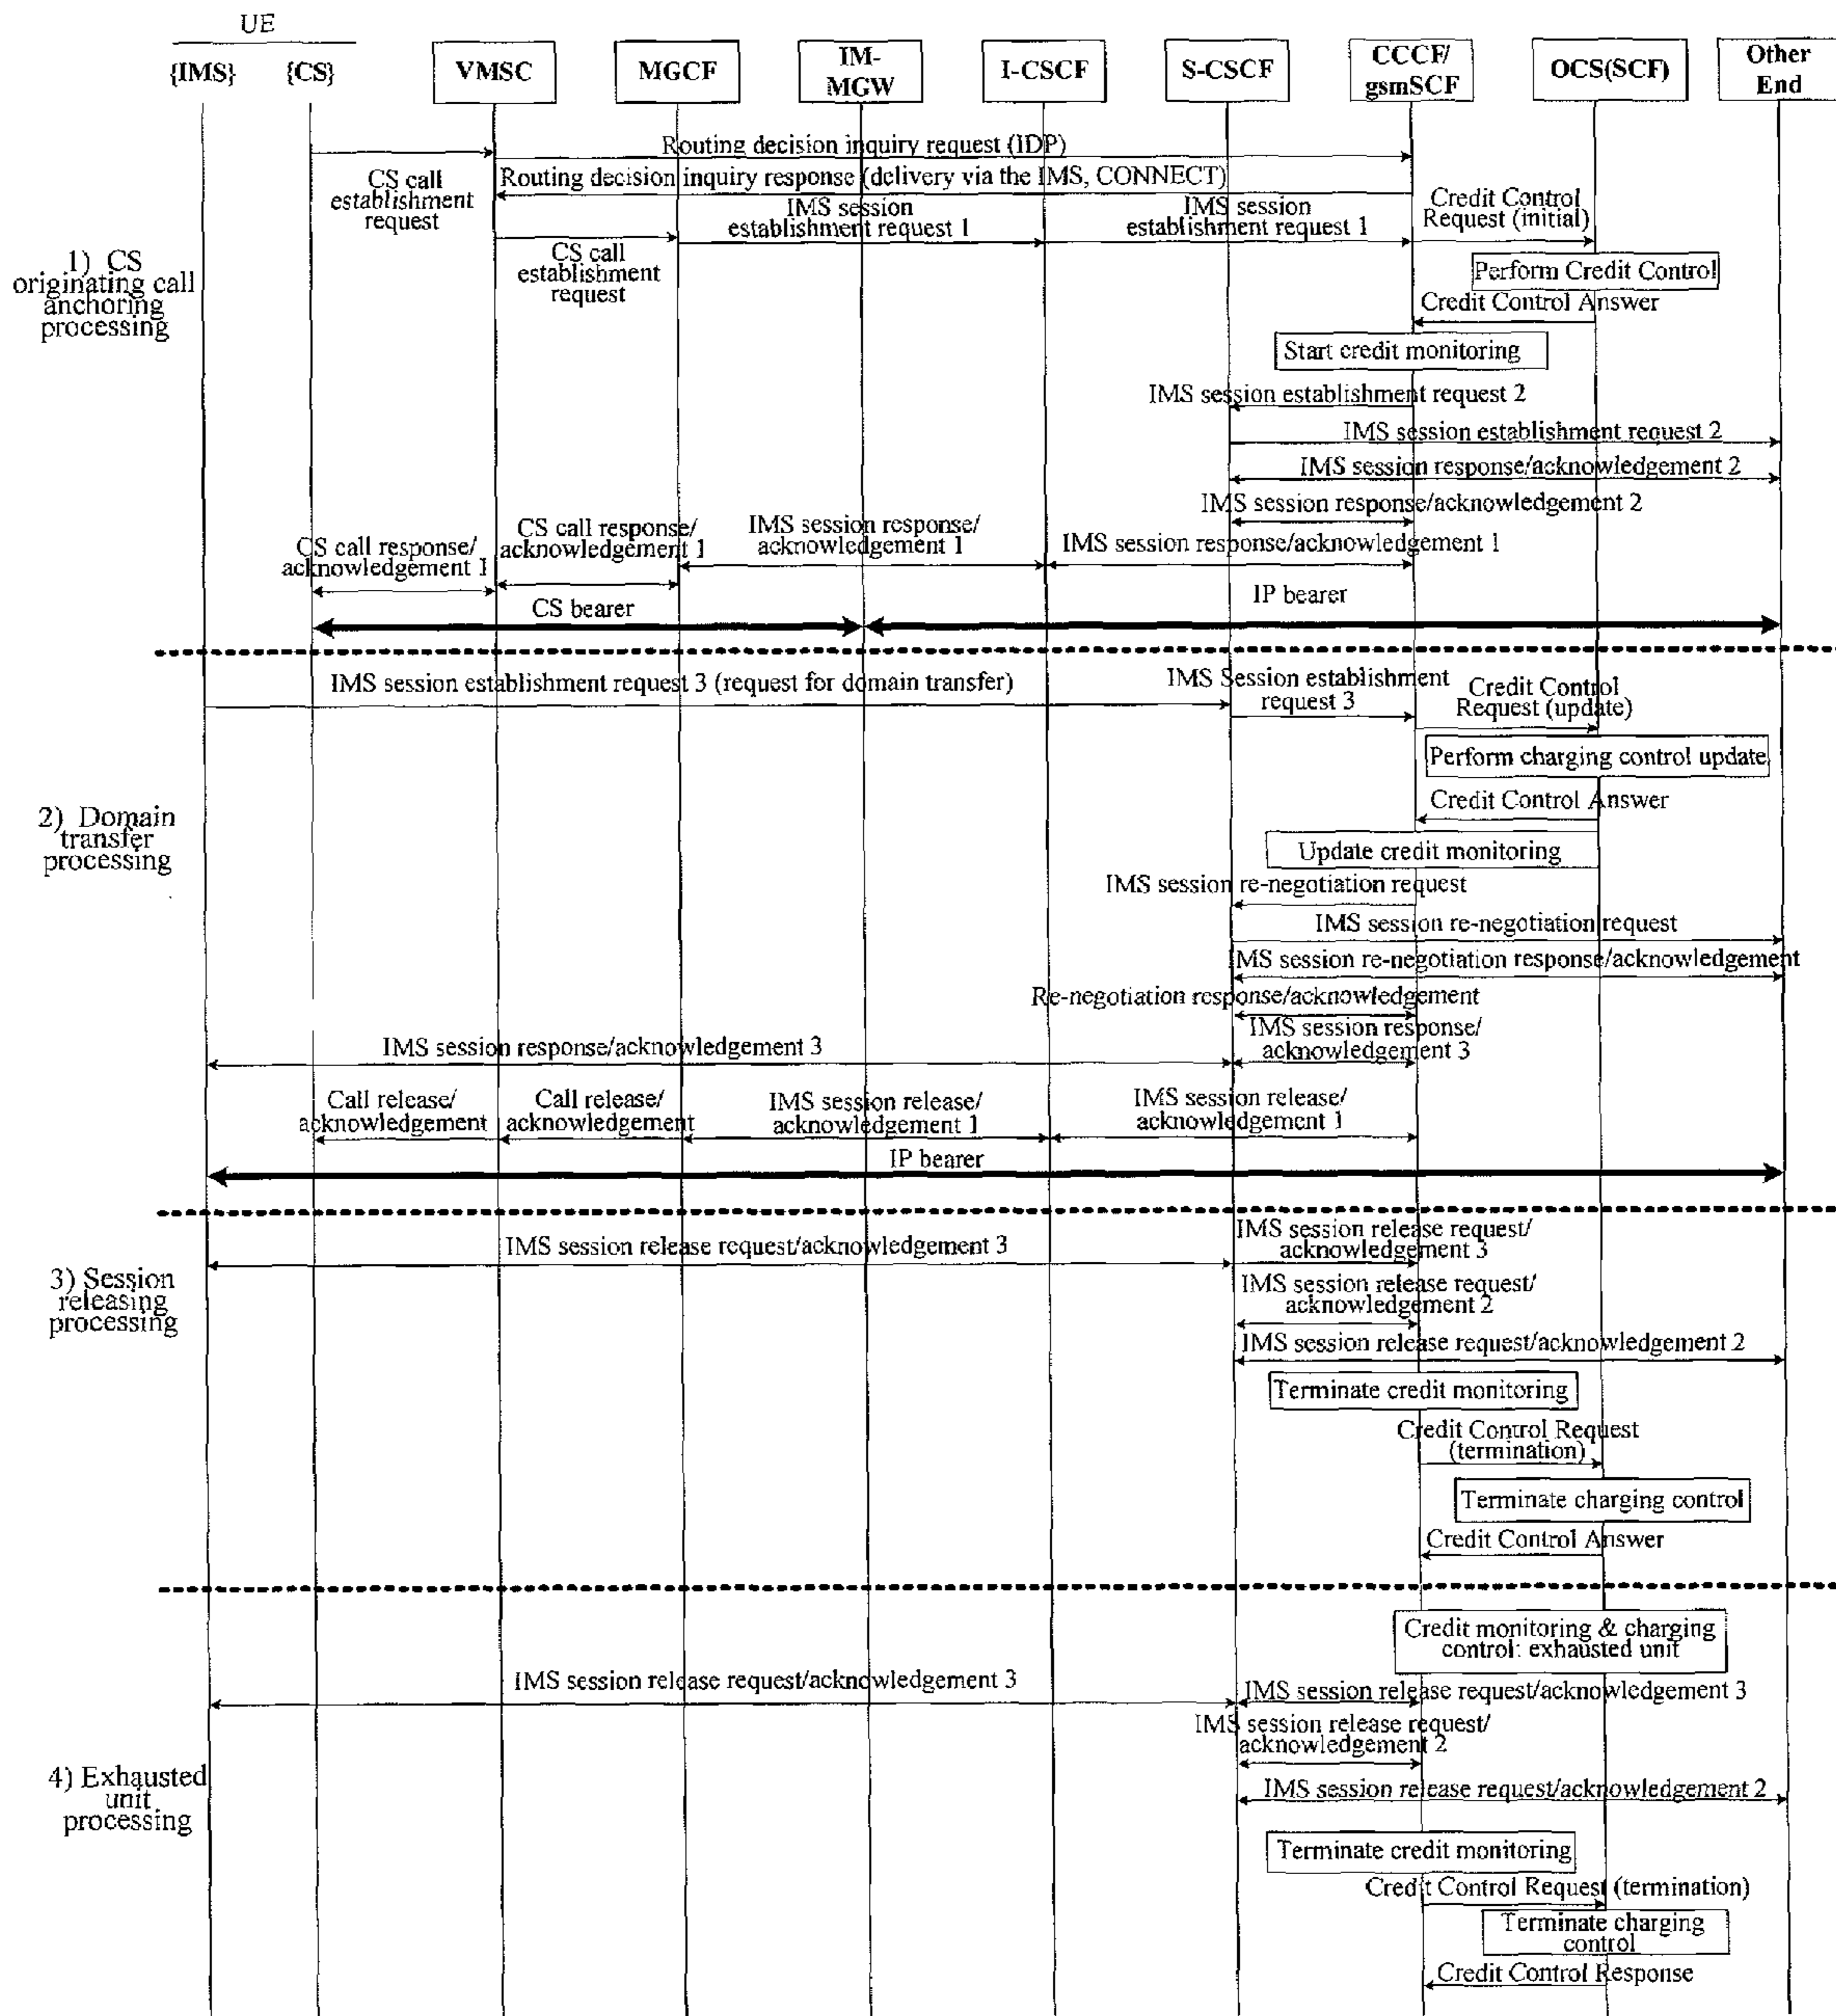 UE
{IMS}
{CS}
VMSC
MGCF
IM-
MGW
I-CSCF
S-CSCF
CCCF/
gsmSCF
OCS(SCF)
Other
End
Routing decision inquiry request (IDP)
CS call
establishment
request
Routing decision inquiry response (delivery via the IMS, CONNECT)
IMS session
establishment request 1
IMS session
establishment request 1
Credit Control
Request (initial)
CS call
establishment
request
1) CS
originating call
anchoring
processing
Perform Credit Control
Credit Control Answer
Start credit monitoring
IMS session establishment request 2
IMS session establishment request 2
IMS session response/acknowledgement 2
IMS session response/acknowledgement 2
CS call response/
acknowledgement 1
CS call response/
acknowledgement 1
IMS session response/
acknowledgement 1
IMS session response/acknowledgement 1
CS bearer
IP bearer
IMS session establishment request 3 (request for domain transfer)
IMS Session establishment
request 3
Credit Control
Request (update)
Perform charging control update
Credit Control Answer
2) Domain
transfer
processing
Update credit monitoring
IMS session re-negotiation request
IMS session re-negotiation request
IMS session re-negotiation response/acknowledgement
Re-negotiation response/acknowledgement
IMS session response/acknowledgement 3
IMS session response/
acknowledgement 3
Call release/
acknowledgement
Call release/
acknowledgement
IMS session release/
acknowledgement 1
IMS session release/
acknowledgement 1
IP bearer
3) Session
releasing
processing
IMS session release request/acknowledgement 3
IMS session release request/
acknowledgement 3
IMS session release request/
acknowledgement 2
IMS session release request/acknowledgement 2
Terminate credit monitoring
Credit Control Request
(termination)
Terminate charging control
Credit Control Answer
Credit monitoring & charging
control: exhausted unit
IMS session release request/acknowledgement 3
IMS session release request/acknowledgement 3
IMS session release request/
acknowledgement 2
4) Exhausted
unit
processing
IMS session release request/acknowledgement 2
Terminate credit monitoring
Credit Control Request (termination)
Terminate charging
control
Credit Control Response